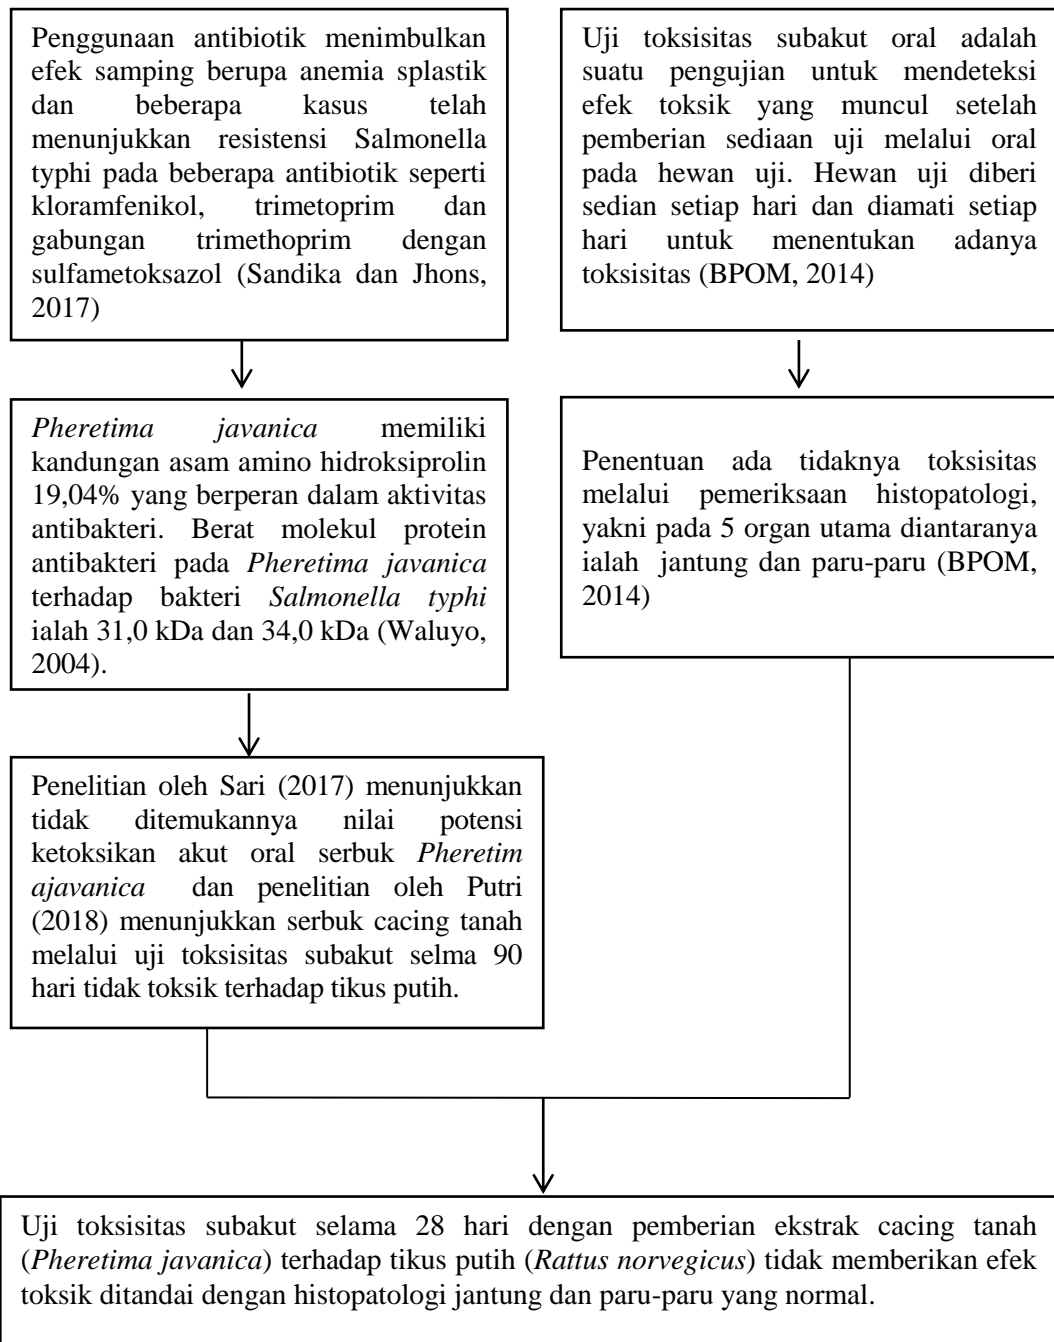 Penggunaan antibiotik menimbulkan
efek samping berupa anemia splastik
dan beberapa kasus telah
menunjukkan resistensi Salmonella
typhi pada beberapa antibiotik seperti
kloramfenikol, trimetoprim dan
gabungan trimethoprim dengan
sulfametoksazol (Sandika dan Jhons,
2017)
Pheretima javanica memiliki
kandungan asam amino hidroksiprolin
19,04% yang berperan dalam aktivitas
antibakteri. Berat molekul protein
antibakteri pada Pheretima javanica
terhadap bakteri Salmonella typhi
ialah 31,0 kDa dan 34,0 kDa (Waluyo,
2004).
Penelitian oleh Sari (2017) menunjukkan
tidak ditemukannya nilai potensi
ketoksikan akut oral serbuk Pheretim
ajavanica dan penelitian oleh Putri
(2018) menunjukkan serbuk cacing tanah
melalui uji toksisitas subakut selma 90
hari tidak toksik terhadap tikus putih.
Uji toksisitas subakut oral adalah
suatu pengujian untuk mendeteksi
efek toksik yang muncul setelah
pemberian sediaan uji melalui oral
pada hewan uji. Hewan uji diberi
sedian setiap hari dan diamati setiap
hari untuk menentukan adanya
toksisitas (BPOM, 2014)
Penentuan ada tidaknya toksisitas
melalui pemeriksaan histopatologi,
yakni pada 5 organ utama diantaranya
ialah jantung dan paru-paru (BPOM,
2014)
Uji toksisitas subakut selama 28 hari dengan pemberian ekstrak cacing tanah
(Pheretima javanica) terhadap tikus putih (Rattus norvegicus) tidak memberikan efek
toksik ditandai dengan histopatologi jantung dan paru-paru yang normal.